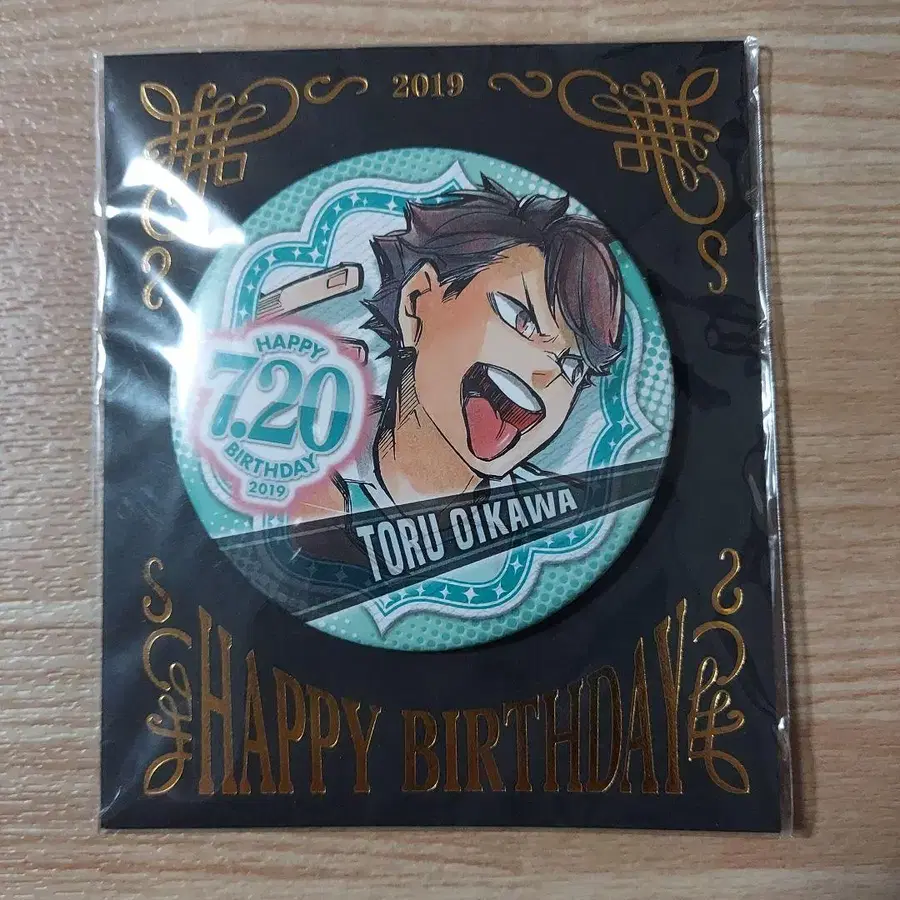 2019
HAPPY
7.20
BIRTHDAY
2019
TORU OIKAWA
HAPPY BIRTHDAY